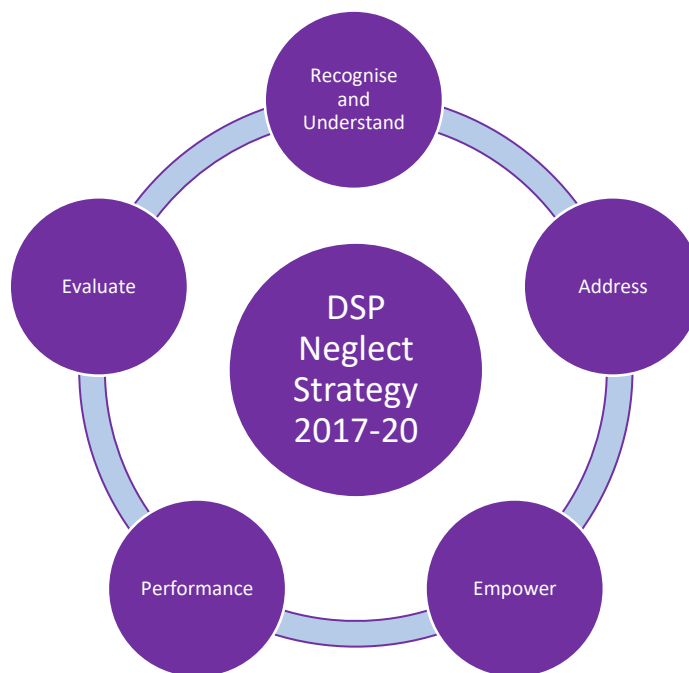 Recognise
and
Understand
Evaluate
Address
DSP
Neglect
Strategy
2017-20
Performance
Empower